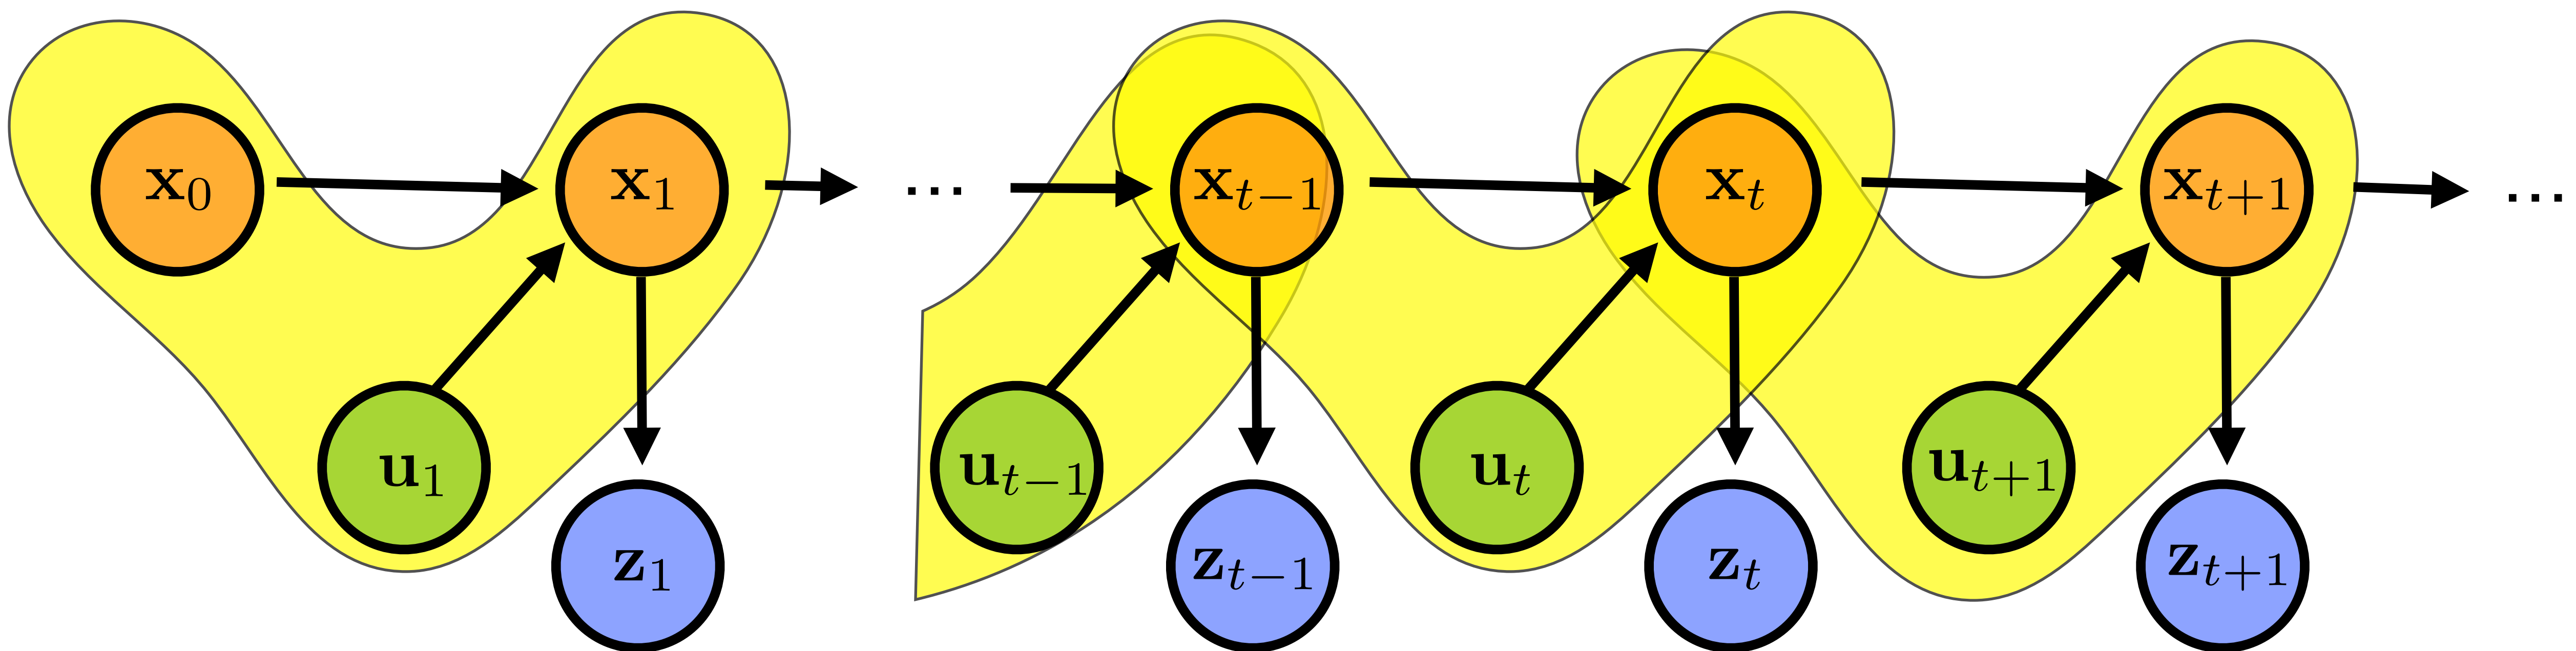 x₀ x₁ ... xₜ₋₁ xₜ xₜ₊₁ ...
u₁ uₜ₋₁ uₜ uₜ₊₁
z₁ zₜ₋₁ zₜ zₜ₊₁